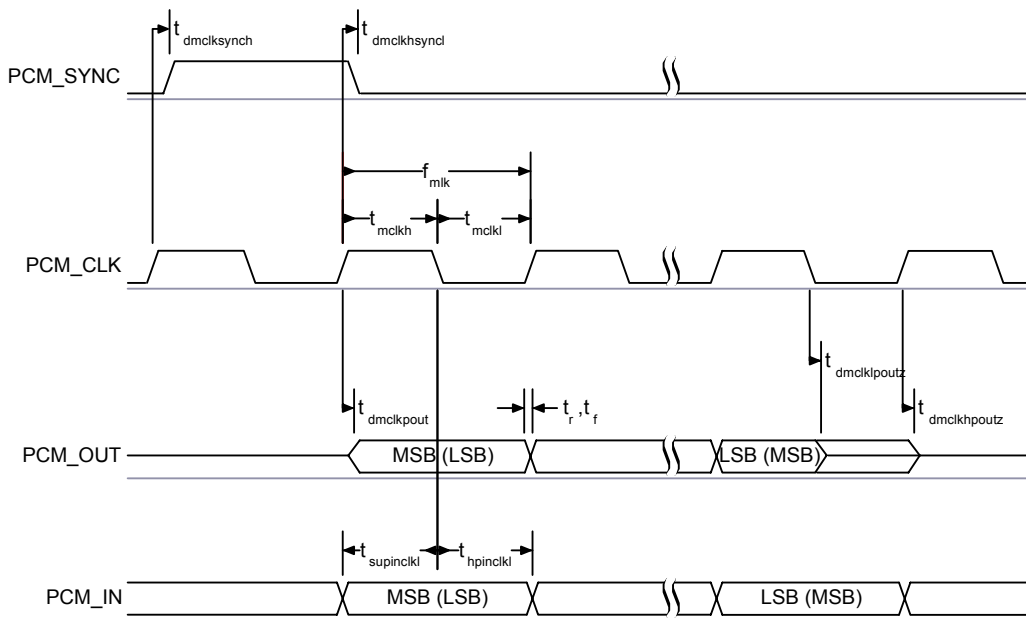 t dmclksynch
t dmclkhsyncl
PCM_SYNC
f mlk
t mclkh
t mclkl
PCM_CLK
t dmclklpoutz
t dmclkpout
t r ,t f
t dmclkhpoutz
PCM_OUT
MSB (LSB)
LSB (MSB)
t supinclkl
t hpinclkl
PCM_IN
MSB (LSB)
LSB (MSB)